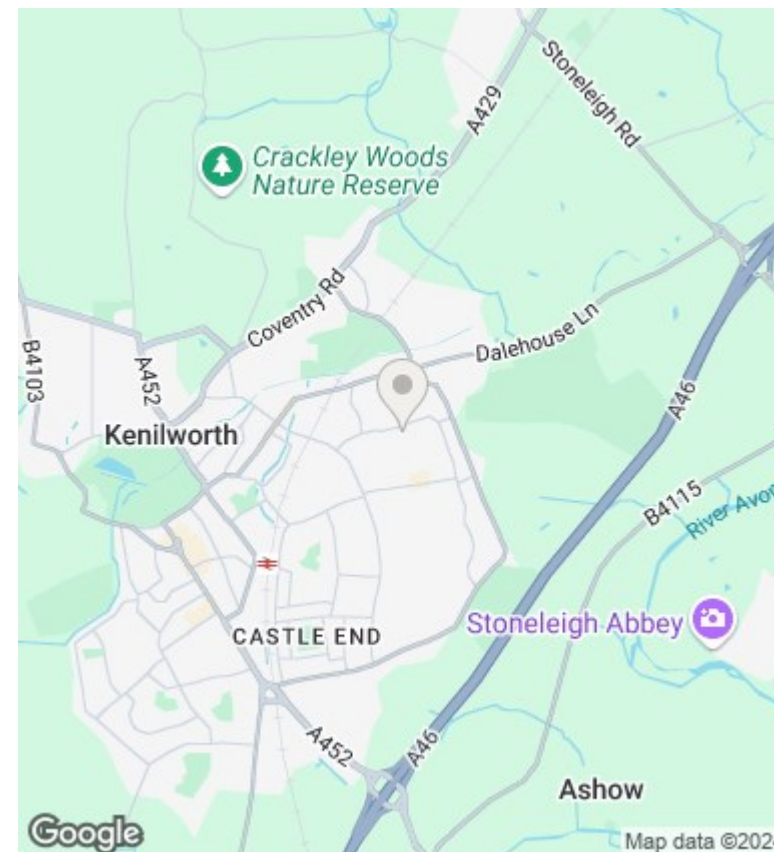 Stoneleigh Rd
A429
Crackley Woods
Nature Reserve
Coventry Rd
Dalehouse Ln
B4103
A452
A46
Kenilworth
B4115
River Avon
Stoneleigh Abbey
CASTLE END
A452
A46
Ashow
Google
Map data ©202